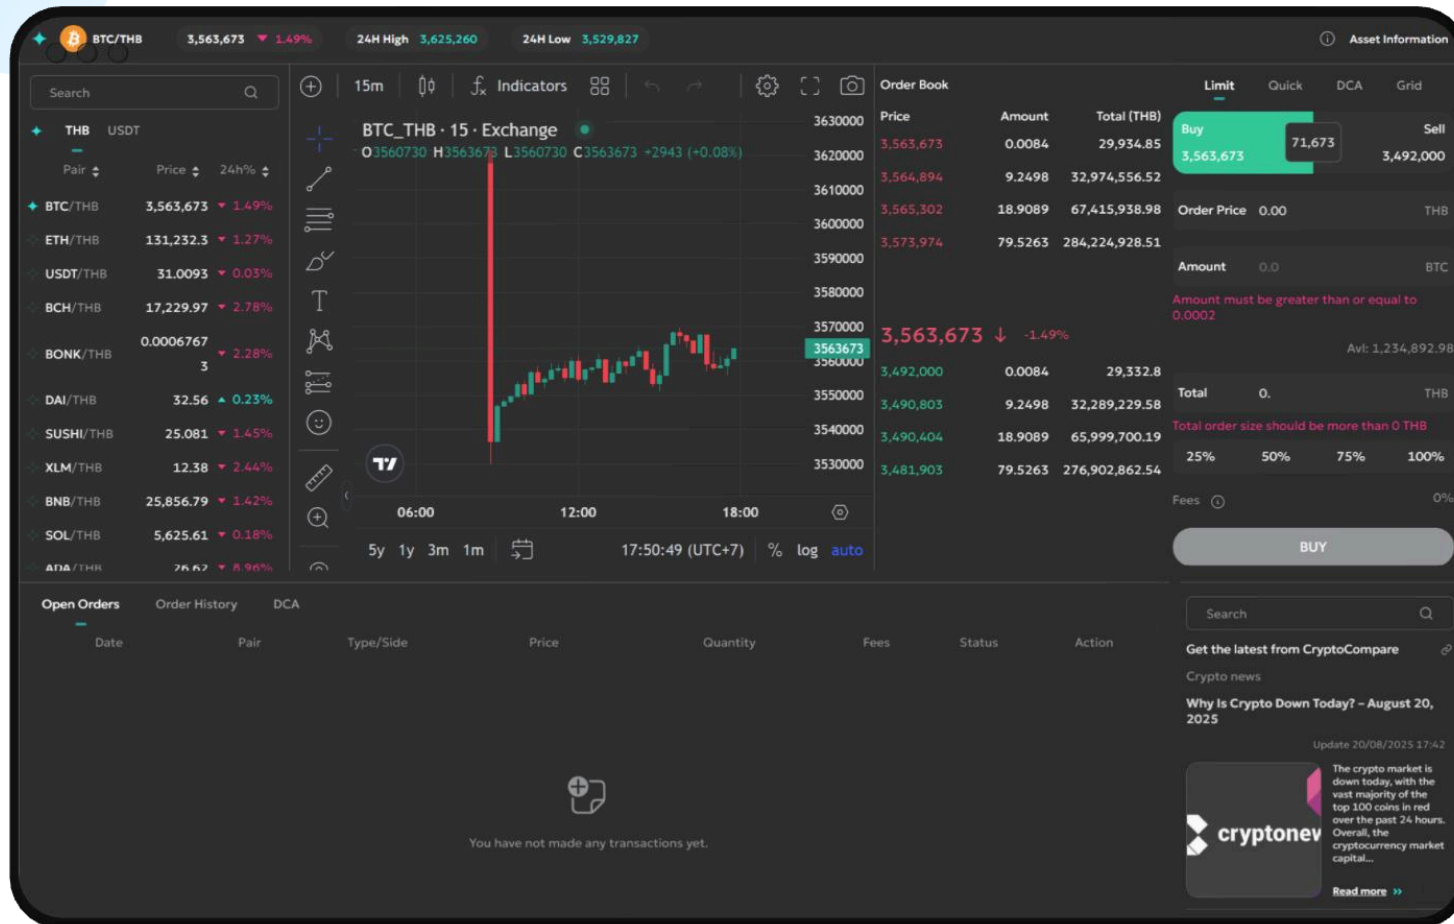 BTC/THB 3,563,673 ▼ 1.49% 24H High 3,625,260 24H Low 3,529,827 Asset Information
Search
THB USDT
Pair Price 24h%
BTC/THB 3,563,673 ▼ 1.49%
ETH/THB 131,232.3 ▼ 1.27%
USDT/THB 31.0093 ▼ 0.03%
BCH/THB 17,229.97 ▼ 2.78%
BONK/THB 0.0006767 ▼ 2.28%
3
DAI/THB 32.56 ▲ 0.23%
SUSHI/THB 25.081 ▼ 1.45%
XLM/THB 12.38 ▼ 2.44%
BNB/THB 25,856.79 ▼ 1.42%
SOL/THB 5,625.61 ▼ 0.18%
ADA/THB 26.62 ▼ 8.96%
15m Indicators
BTC_THB · 15 · Exchange
O3560730 H3563673 L3560730 C3563673 +2943 (+0.08%)
3630000
3620000
3610000
3600000
3590000
3580000
3570000
3563673
3560000
3550000
3540000
3530000
06:00 12:00 18:00
5y 1y 3m 1m 17:50:49 (UTC+7) % log auto
Order Book
Price Amount Total (THB)
3,563,673 0.0084 29,934.85
3,564,894 9.2498 32,974,556.52
3,565,302 18.9089 67,415,938.98
3,573,974 79.5263 284,224,928.51
3,563,673 ↓ -1.49%
3,492,000 0.0084 29,332.8
3,490,803 9.2498 32,289,229.58
3,490,404 18.9089 65,999,700.19
3,481,903 79.5263 276,902,862.54
Limit Quick DCA Grid
Buy Sell
3,563,673 71,673 3,492,000
Order Price 0.00 THB
Amount 0.0 BTC
Amount must be greater than or equal to
0.0002
Avl: 1,234,892.98
Total 0. THB
Total order size should be more than 0 THB
25% 50% 75% 100%
Fees 0%
BUY
Open Orders Order History DCA
Date Pair Type/Side Price Quantity Fees Status Action
You have not made any transactions yet.
Search
Get the latest from CryptoCompare
Crypto news
Why Is Crypto Down Today? – August 20,
2025
Update 20/08/2025 17:42
cryptonew
The crypto market is
down today, with the
vast majority of the
top 100 coins in red
over the past 24 hours.
Overall, the
cryptocurrency market
capital...
Read more »